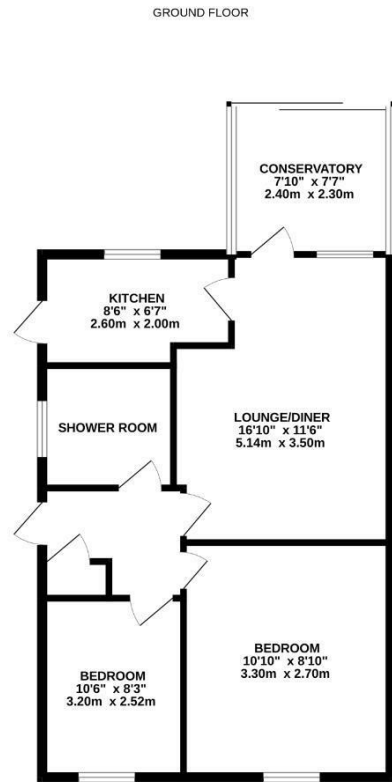 GROUND FLOOR
CONSERVATORY
7'10" x 7'7"
2.40m x 2.30m
KITCHEN
8'6" x 6'7"
2.60m x 2.00m
SHOWER ROOM
LOUNGE/DINER
16'10" x 11'6"
5.14m x 3.50m
BEDROOM
10'6" x 8'3"
3.20m x 2.52m
BEDROOM
10'10" x 8'10"
3.30m x 2.70m